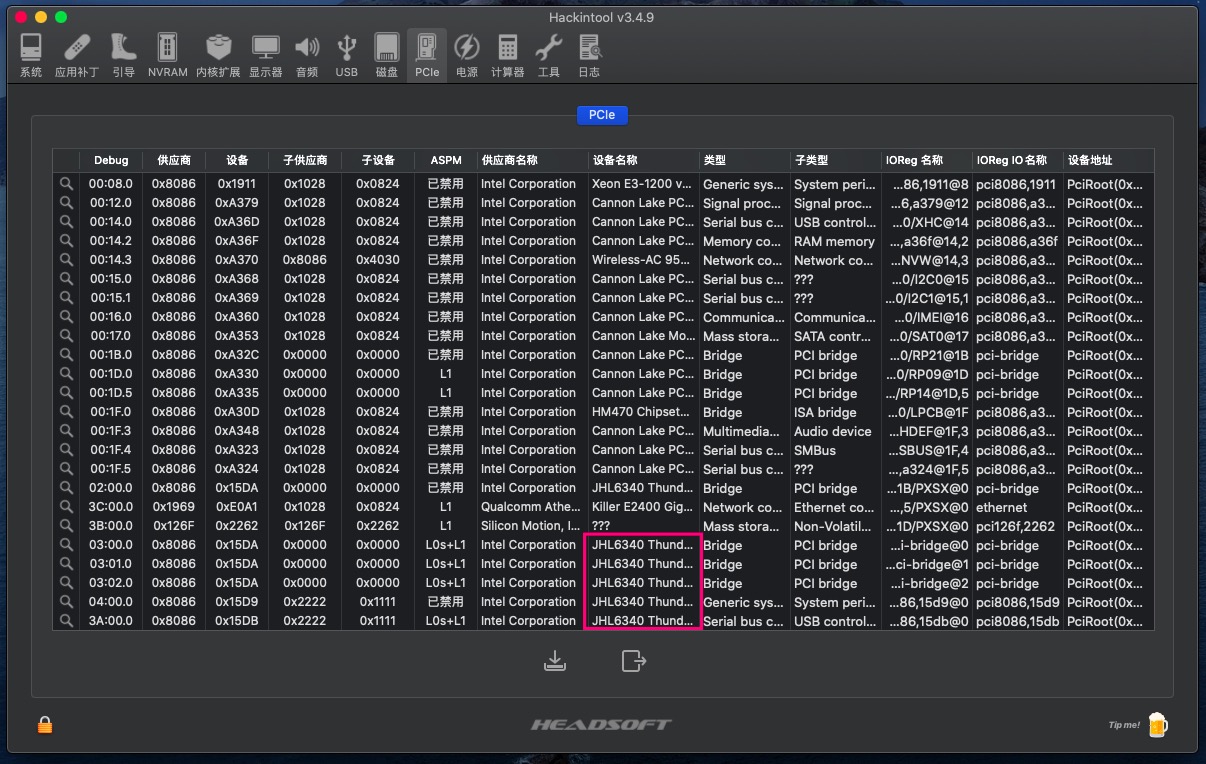 Hackintool v3.4.9
系统 应用补丁 引导 NVRAM 内核扩展 显示器 音频 USB 磁盘 PCIe 电源 计算器 工具 日志
PCIe
Debug 供应商 设备 子供应商 子设备 ASPM 供应商名称 设备名称 类型 子类型 IOReg 名称 IOReg IO 名称 设备地址
00:08.0 0x8086 0x1911 0x1028 0x0824 已禁用 Intel Corporation Xeon E3-1200 v... Generic sys... System peri... ...86,1911@8 pci8086,1911 PciRoot(0x...
00:12.0 0x8086 0xA379 0x1028 0x0824 已禁用 Intel Corporation Cannon Lake PC... Signal proc... Signal proc... ...6,a379@12 pci8086,a3... PciRoot(0x...
00:14.0 0x8086 0xA36D 0x1028 0x0824 已禁用 Intel Corporation Cannon Lake PC... Serial bus c... USB control... ...0/XHC@14 pci8086,a3... PciRoot(0x...
00:14.2 0x8086 0xA36F 0x1028 0x0824 已禁用 Intel Corporation Cannon Lake PC... Memory co... RAM memory ...,a36f@14,2 pci8086,a36f PciRoot(0x...
00:14.3 0x8086 0xA370 0x8086 0x4030 已禁用 Intel Corporation Wireless-AC 95... Network co... Network co... ...NVW@14,3 pci8086,a3... PciRoot(0x...
00:15.0 0x8086 0xA368 0x1028 0x0824 已禁用 Intel Corporation Cannon Lake PC... Serial bus c... ??? ...0/I2C0@15 pci8086,a3... PciRoot(0x...
00:15.1 0x8086 0xA369 0x1028 0x0824 已禁用 Intel Corporation Cannon Lake PC... Serial bus c... ??? ...0/I2C1@15,1 pci8086,a3... PciRoot(0x...
00:16.0 0x8086 0xA360 0x1028 0x0824 已禁用 Intel Corporation Cannon Lake PC... Communica... Communica... ...0/IMEI@16 pci8086,a3... PciRoot(0x...
00:17.0 0x8086 0xA353 0x1028 0x0824 已禁用 Intel Corporation Cannon Lake Mo... Mass stora... SATA contr... ...0/SAT0@17 pci8086,a3... PciRoot(0x...
00:1B.0 0x8086 0xA32C 0x0000 0x0000 已禁用 Intel Corporation Cannon Lake PC... Bridge PCI bridge ...0/RP21@1B pci-bridge PciRoot(0x...
00:1D.0 0x8086 0xA330 0x0000 0x0000 L1 Intel Corporation Cannon Lake PC... Bridge PCI bridge ...0/RP09@1D pci-bridge PciRoot(0x...
00:1D.5 0x8086 0xA335 0x0000 0x0000 L1 Intel Corporation Cannon Lake PC... Bridge PCI bridge .../RP14@1D,5 pci-bridge PciRoot(0x...
00:1F.0 0x8086 0xA30D 0x1028 0x0824 已禁用 Intel Corporation HM470 Chipset... Bridge ISA bridge ...0/LPCB@1F pci8086,a3... PciRoot(0x...
00:1F.3 0x8086 0xA348 0x1028 0x0824 已禁用 Intel Corporation Cannon Lake PC... Multimedia... Audio device ...HDEF@1F,3 pci8086,a3... PciRoot(0x...
00:1F.4 0x8086 0xA323 0x1028 0x0824 已禁用 Intel Corporation Cannon Lake PC... Serial bus c... SMBus ...SBUS@1F,4 pci8086,a3... PciRoot(0x...
00:1F.5 0x8086 0xA324 0x1028 0x0824 已禁用 Intel Corporation Cannon Lake PC... Serial bus c... ??? ...,a324@1F,5 pci8086,a3... PciRoot(0x...
02:00.0 0x8086 0x15DA 0x0000 0x0000 已禁用 Intel Corporation JHL6340 Thund... Bridge PCI bridge ...1B/PXSX@0 pci-bridge PciRoot(0x...
3C:00.0 0x1969 0xE0A1 0x1028 0x0824 L1 Qualcomm Athe... Killer E2400 Gig... Network co... Ethernet co... ...,5/PXSX@0 ethernet PciRoot(0x...
3B:00.0 0x126F 0x2262 0x126F 0x2262 L1 Silicon Motion, I... ??? Mass stora... Non-Volatil... ...1D/PXSX@0 pci126f,2262 PciRoot(0x...
03:00.0 0x8086 0x15DA 0x0000 0x0000 L0s+L1 Intel Corporation JHL6340 Thund... Bridge PCI bridge ...i-bridge@0 pci-bridge PciRoot(0x...
03:01.0 0x8086 0x15DA 0x0000 0x0000 L0s+L1 Intel Corporation JHL6340 Thund... Bridge PCI bridge ...ci-bridge@1 pci-bridge PciRoot(0x...
03:02.0 0x8086 0x15DA 0x0000 0x0000 L0s+L1 Intel Corporation JHL6340 Thund... Bridge PCI bridge ...i-bridge@2 pci-bridge PciRoot(0x...
04:00.0 0x8086 0x15D9 0x2222 0x1111 已禁用 Intel Corporation JHL6340 Thund... Generic sys... System peri... ...86,15d9@0 pci8086,15d9 PciRoot(0x...
3A:00.0 0x8086 0x15DB 0x2222 0x1111 L0s+L1 Intel Corporation JHL6340 Thund... Serial bus c... USB control... ...86,15db@0 pci8086,15db PciRoot(0x...
HEADSOFT
Tip me!